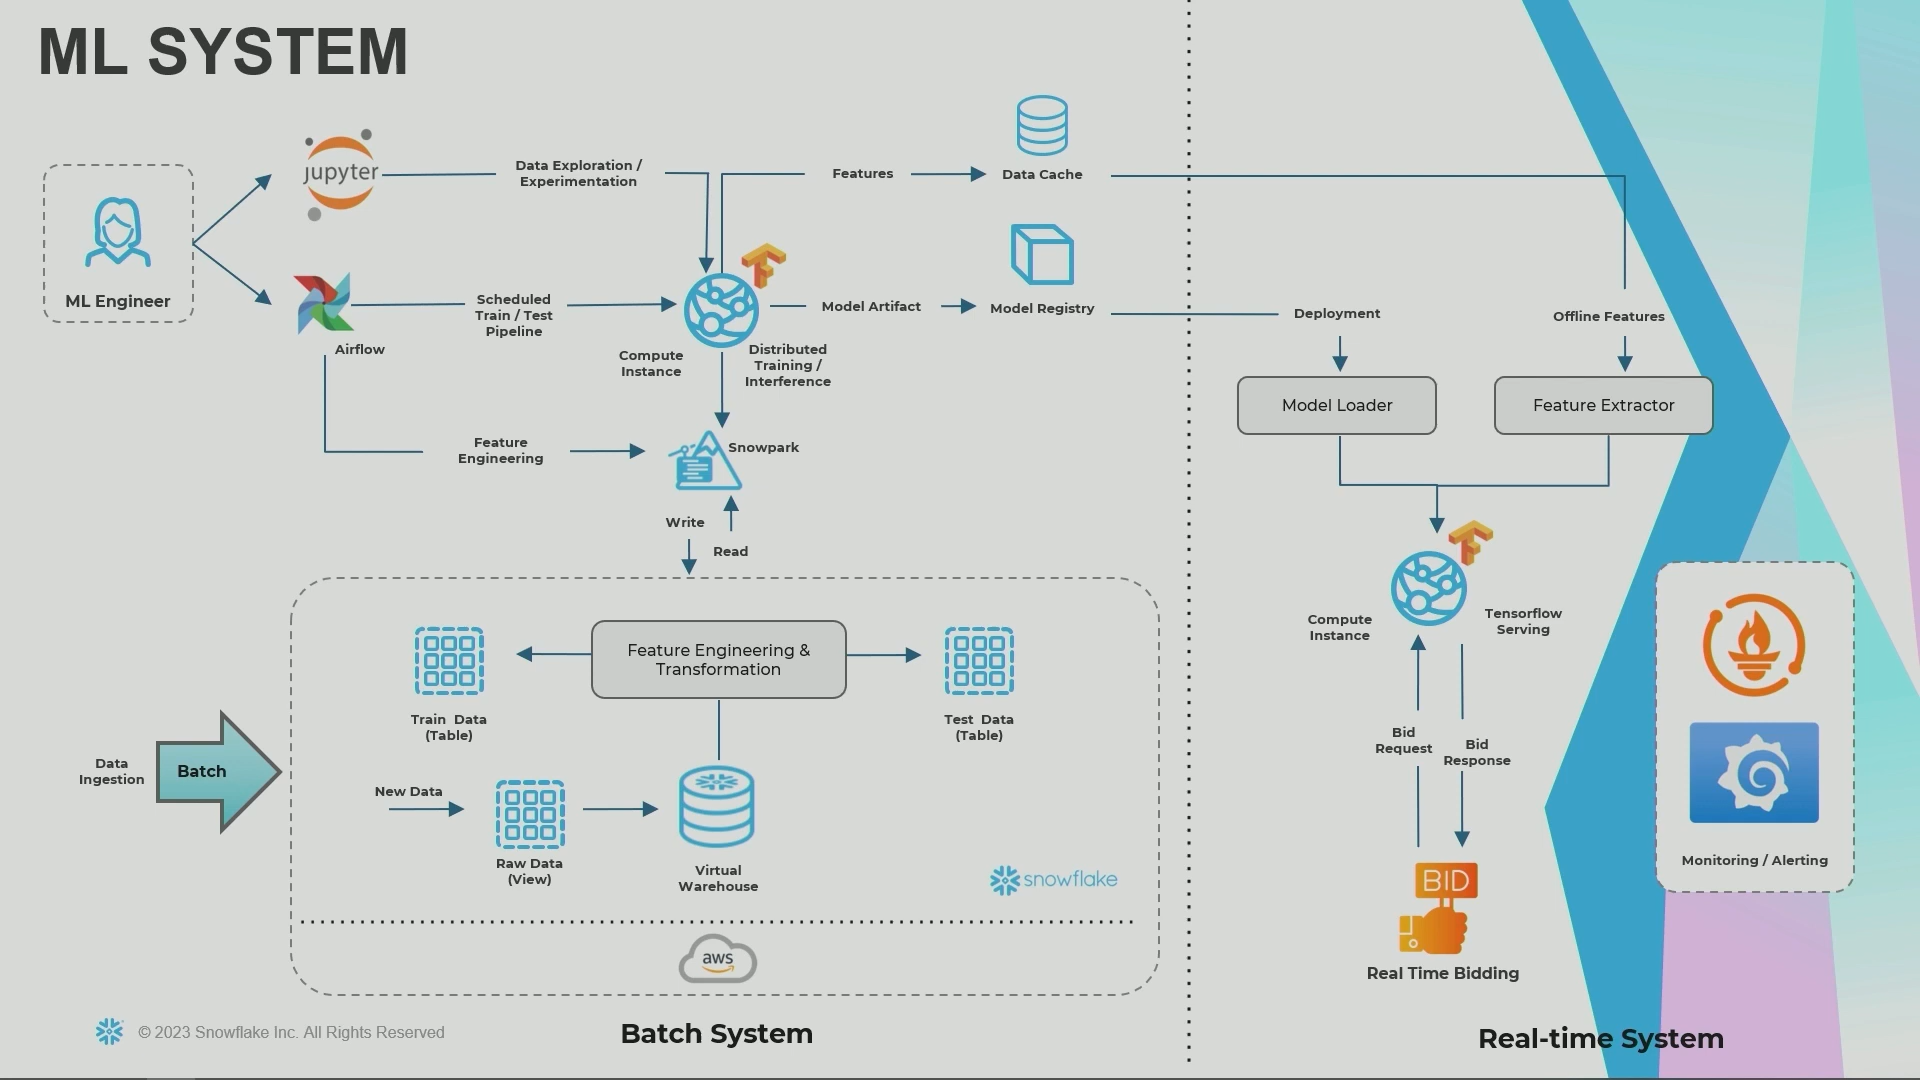 ML SYSTEM
ML Engineer
jupyter
Data Exploration /
Experimentation
Features
Data Cache
Airflow
Scheduled
Train / Test
Pipeline
Compute
Instance
Distributed
Training /
Interference
Model Artifact
Model Registry
Feature
Engineering
Snowpark
Write
Read
Feature Engineering &
Transformation
Train Data
(Table)
Test Data
(Table)
Data
Ingestion
Batch
New Data
Raw Data
(View)
Virtual
Warehouse
snowflake
aws
Batch System
© 2023 Snowflake Inc. All Rights Reserved
Deployment
Offline Features
Model Loader
Feature Extractor
Compute
Instance
Tensorflow
Serving
Bid
Request
Bid
Response
BID
Real Time Bidding
Monitoring / Alerting
Real-time System